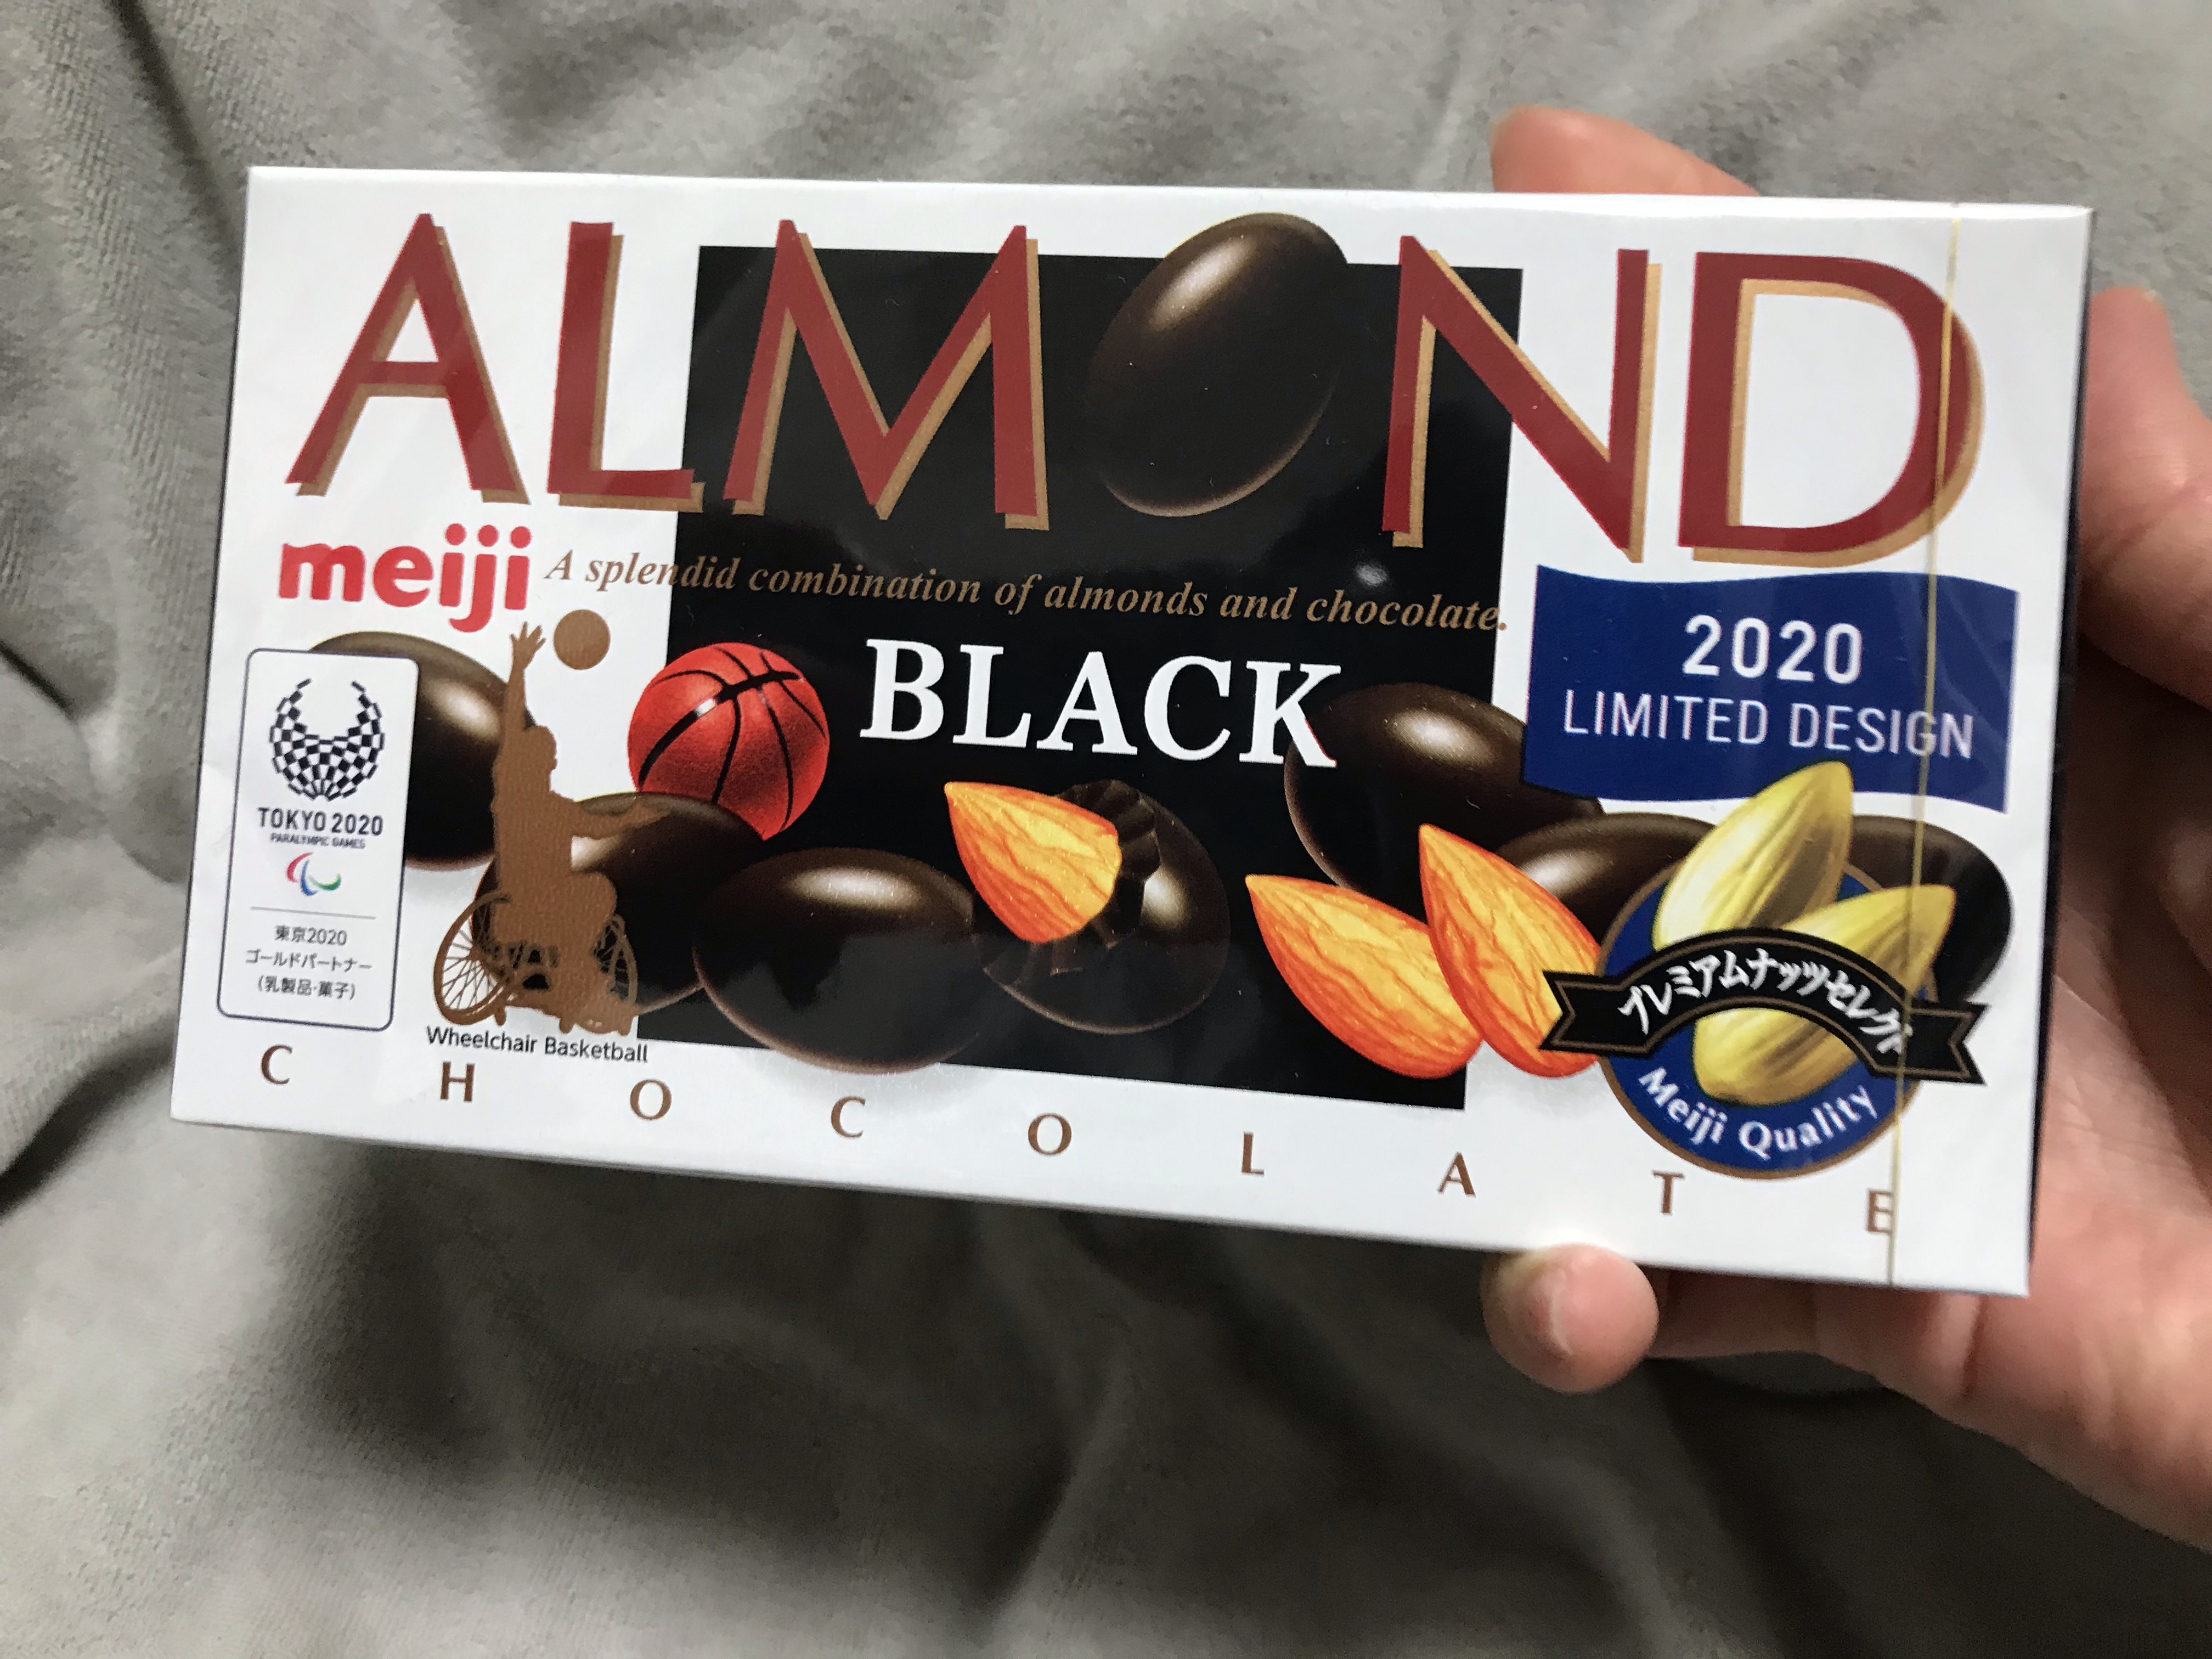 ALMOND
meiji
A splendid combination of almonds and chocolate.
BLACK
2020
LIMITED DESIGN
TOKYO 2020
PARALYMPIC GAMES
東京2020
ゴールドパートナー
(乳製品・菓子)
Wheelchair Basketball
プレミアムナッツセレクト
Meiji Quality
CHOCOLATE